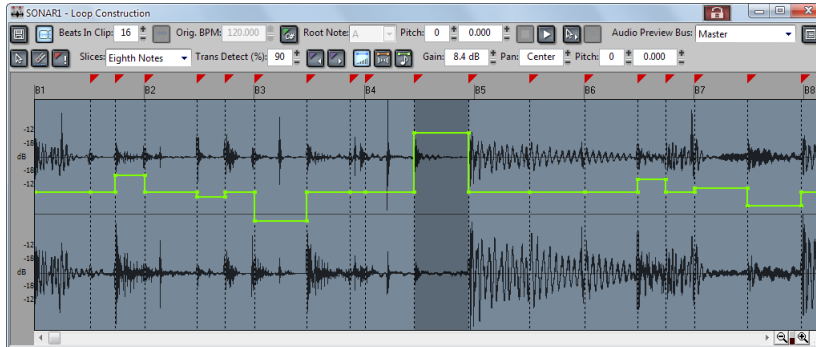 SONAR1 - Loop Construction
Beats In Clip: 16 Orig. BPM: 120.000 Root Note: A Pitch: 0 0.000 Audio Preview Bus: Master
Slices: Eighth Notes Trans Detect (%): 90 Gain: 8.4 dB Pan: Center Pitch: 0 0.000
B1 B2 B3 B4 B5 B6 B7 B8
-12
-18
dB
-18
-12
-12
-18
dB
-18
-12